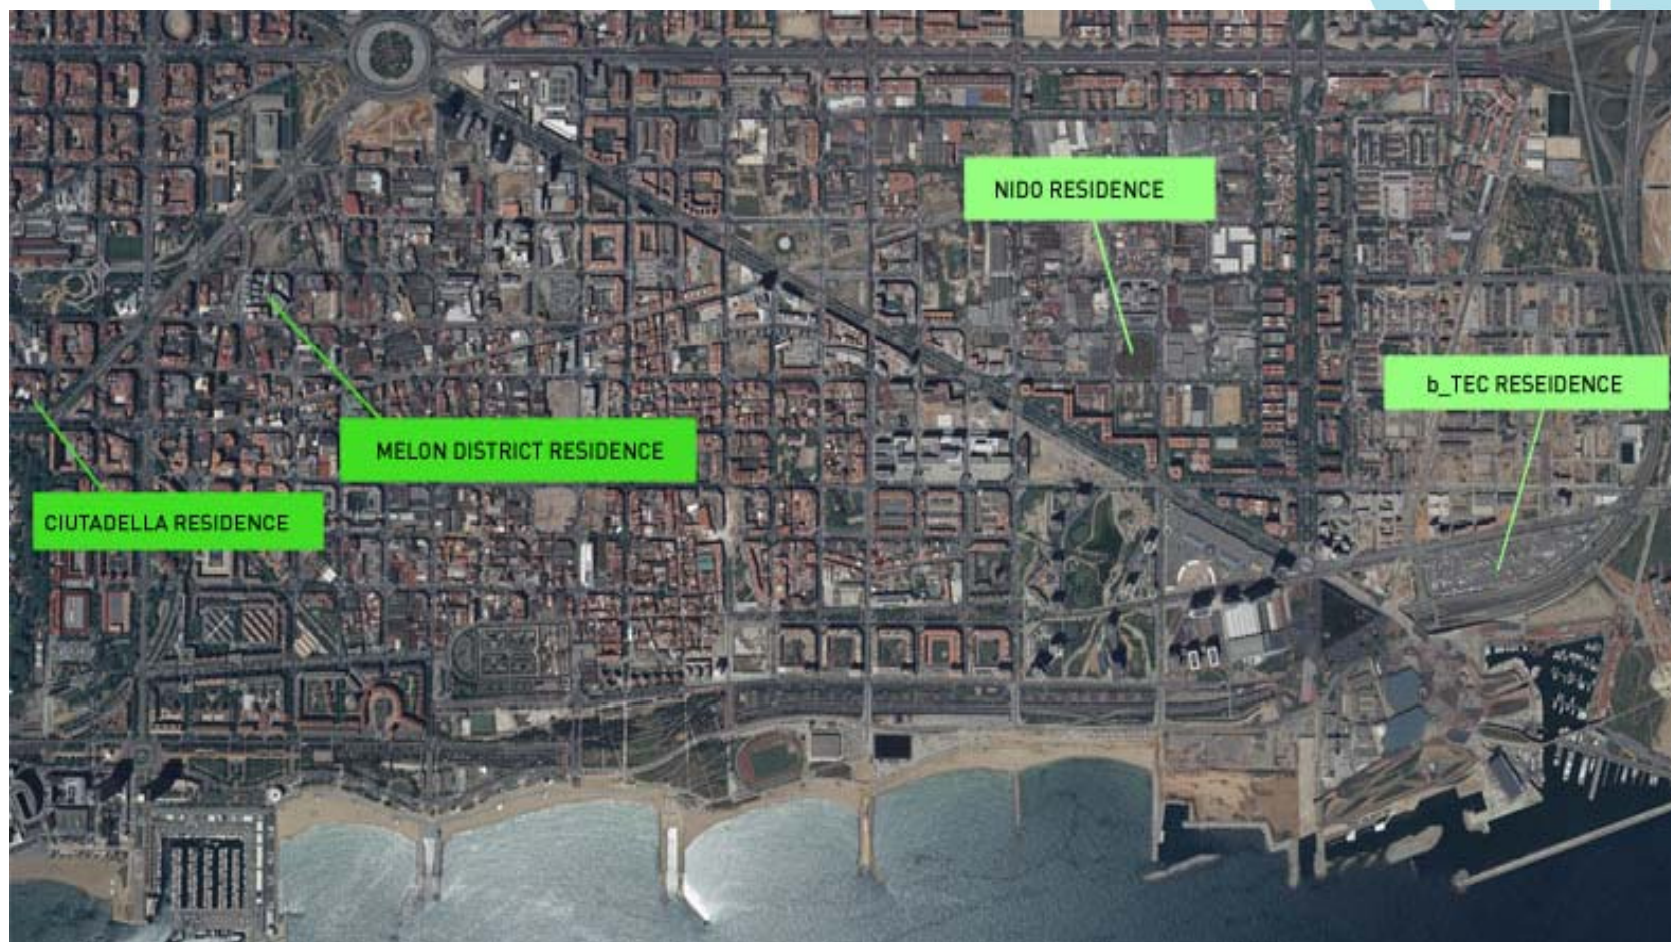 NIDO RESIDENCE
b_TEC RESEIDENCE
MELON DISTRICT RESIDENCE
CIUTADELLA RESIDENCE